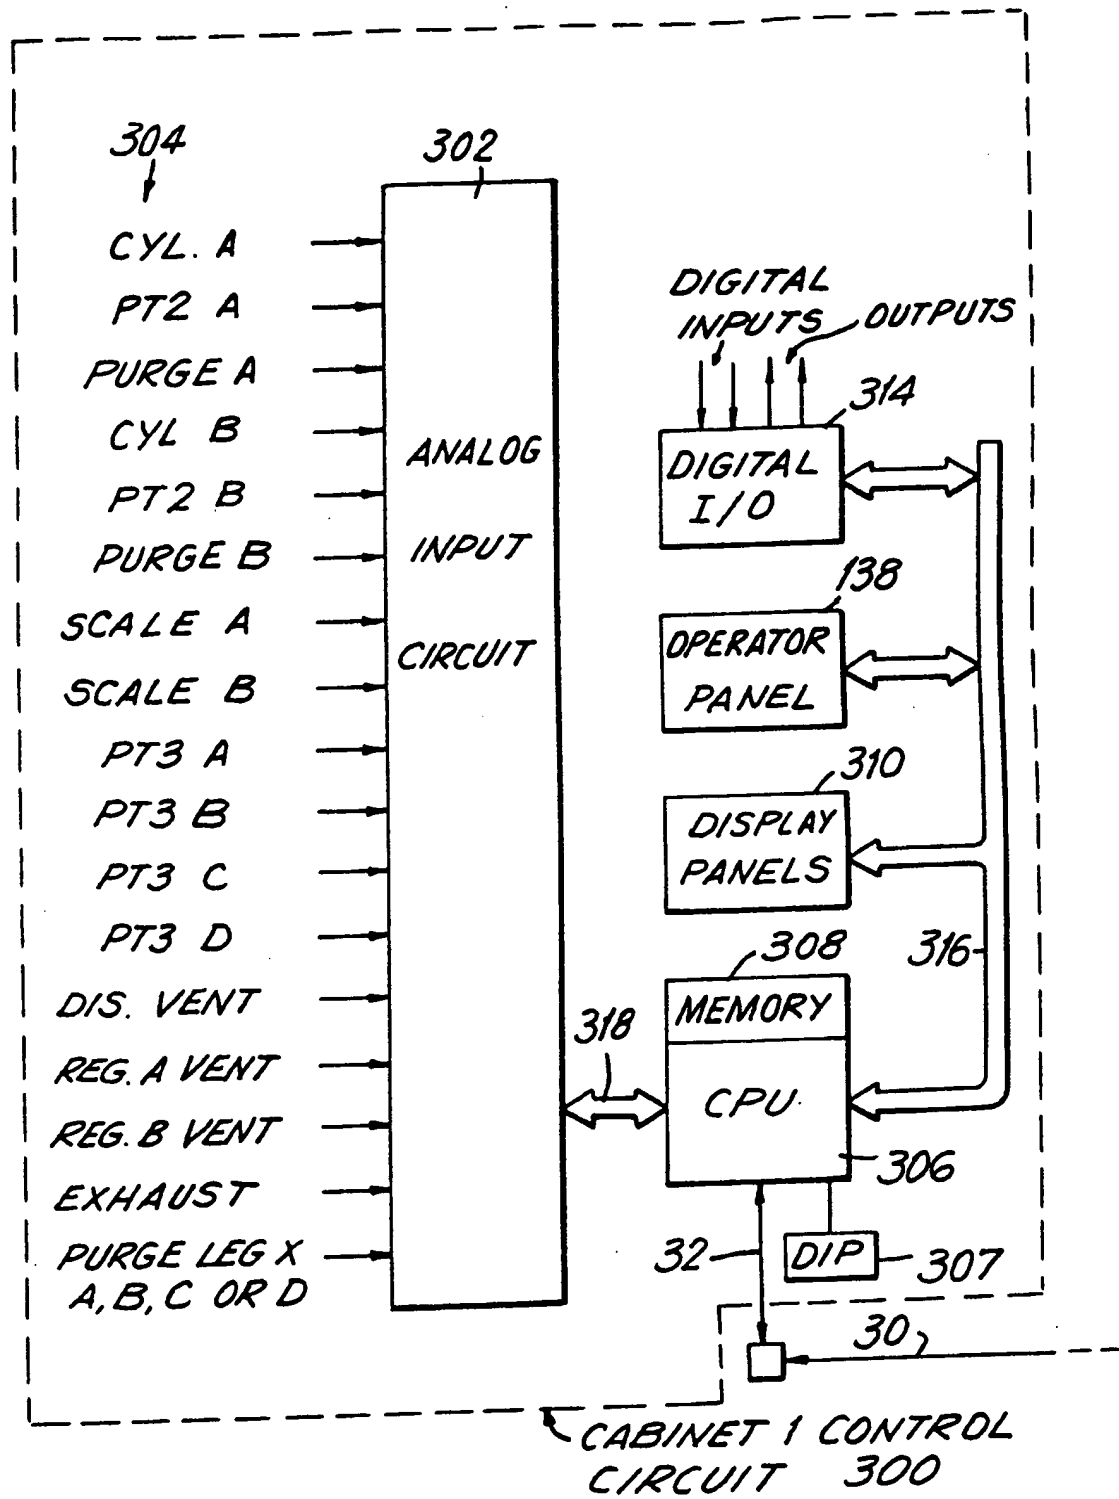 304
302
CYL. A
PT2 A
PURGE A
CYL B
PT2 B
PURGE B
SCALE A
SCALE B
PT3 A
PT3 B
PT3 C
PT3 D
DIS. VENT
REG. A VENT
REG. B VENT
EXHAUST
PURGE LEG X
A, B, C OR D
ANALOG
INPUT
CIRCUIT
DIGITAL
INPUTS
OUTPUTS
314
DIGITAL
I/O
138
OPERATOR
PANEL
310
DISPLAY
PANELS
316
308
MEMORY
318
CPU
306
32
DIP
307
30
CABINET 1 CONTROL
CIRCUIT 300